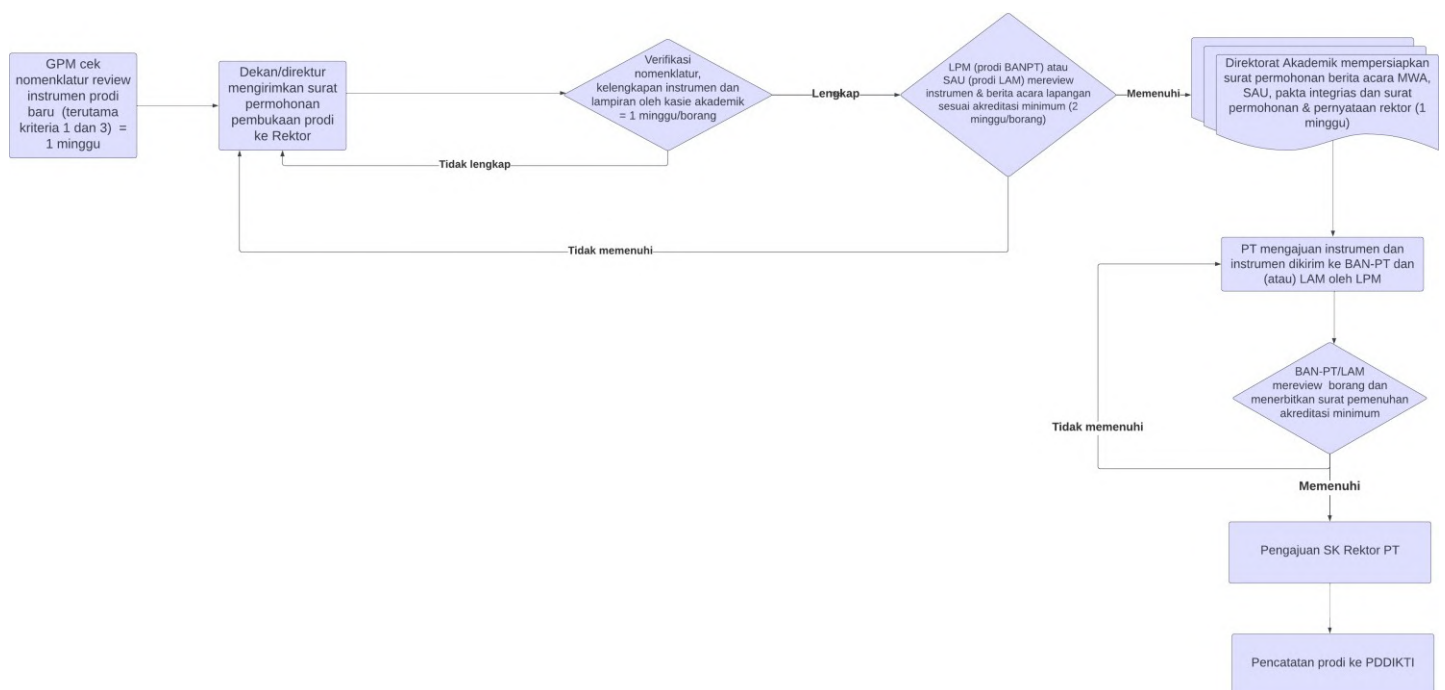 GPM cek
nomenklatur review
instrumen prodi
baru (terutama
kriteria 1 dan 3) =
1 minggu
Dekan/direktur
mengirimkan surat
permohonan
pembukaan prodi
ke Rektor
Verifikasi
nomenklatur,
kelengkapan instrumen dan
lampiran oleh kasie akademik
= 1 minggu/borang
Lengkap
Tidak lengkap
LPM (prodi BANPT) atau
SAU (prodi LAM) mereview
instrumen & berita acara lapangan
sesuai akreditasi minimum (2
minggu/borang)
Memenuhi
Tidak memenuhi
Direktorat Akademik mempersiapkan
surat permohonan berita acara MWA,
SAU, pakta integrias dan surat
permohonan & pernyataan rektor (1
minggu)
PT mengajuan instrumen dan
instrumen dikirim ke BAN-PT dan
(atau) LAM oleh LPM
BAN-PT/LAM
mereview borang dan
menerbitkan surat pemenuhan
akreditasi minimum
Tidak memenuhi
Memenuhi
Pengajuan SK Rektor PT
Pencatatan prodi ke PDDIKTI